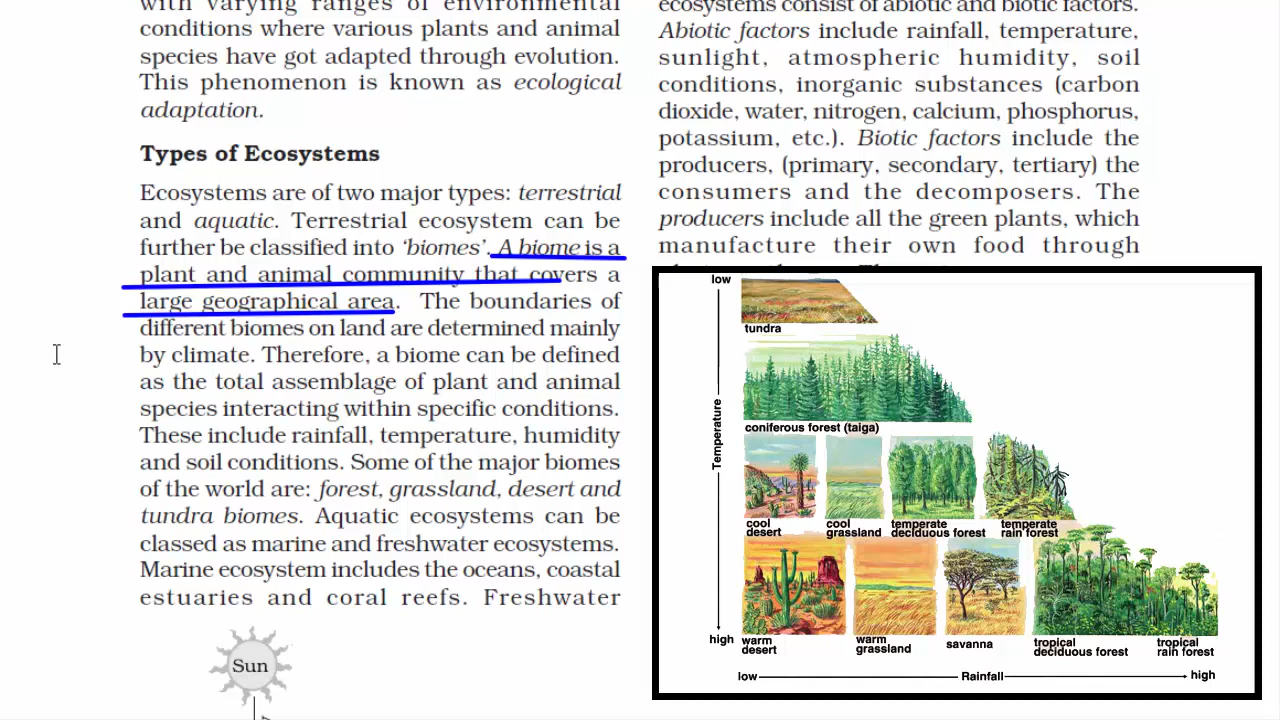 with varying ranges of environmental
conditions where various plants and animal
species have got adapted through evolution.
This phenomenon is known as ecological
adaptation.
Types of Ecosystems
Ecosystems are of two major types: terrestrial
and aquatic. Terrestrial ecosystem can be
further be classified into ‘biomes’. A biome is a
plant and animal community that covers a
large geographical area. The boundaries of
different biomes on land are determined mainly
by climate. Therefore, a biome can be defined
as the total assemblage of plant and animal
species interacting within specific conditions.
These include rainfall, temperature, humidity
and soil conditions. Some of the major biomes
of the world are: forest, grassland, desert and
tundra biomes. Aquatic ecosystems can be
classed as marine and freshwater ecosystems.
Marine ecosystem includes the oceans, coastal
estuaries and coral reefs. Freshwater
Sun
ecosystems consist of abiotic and biotic factors.
Abiotic factors include rainfall, temperature,
sunlight, atmospheric humidity, soil
conditions, inorganic substances (carbon
dioxide, water, nitrogen, calcium, phosphorus,
potassium, etc.). Biotic factors include the
producers, (primary, secondary, tertiary) the
consumers and the decomposers. The
producers include all the green plants, which
manufacture their own food through
low
Temperature
high
tundra
coniferous forest (taiga)
cool desert
cool grassland
temperate deciduous forest
temperate rain forest
warm desert
warm grassland
savanna
tropical deciduous forest
tropical rain forest
low
Rainfall
high